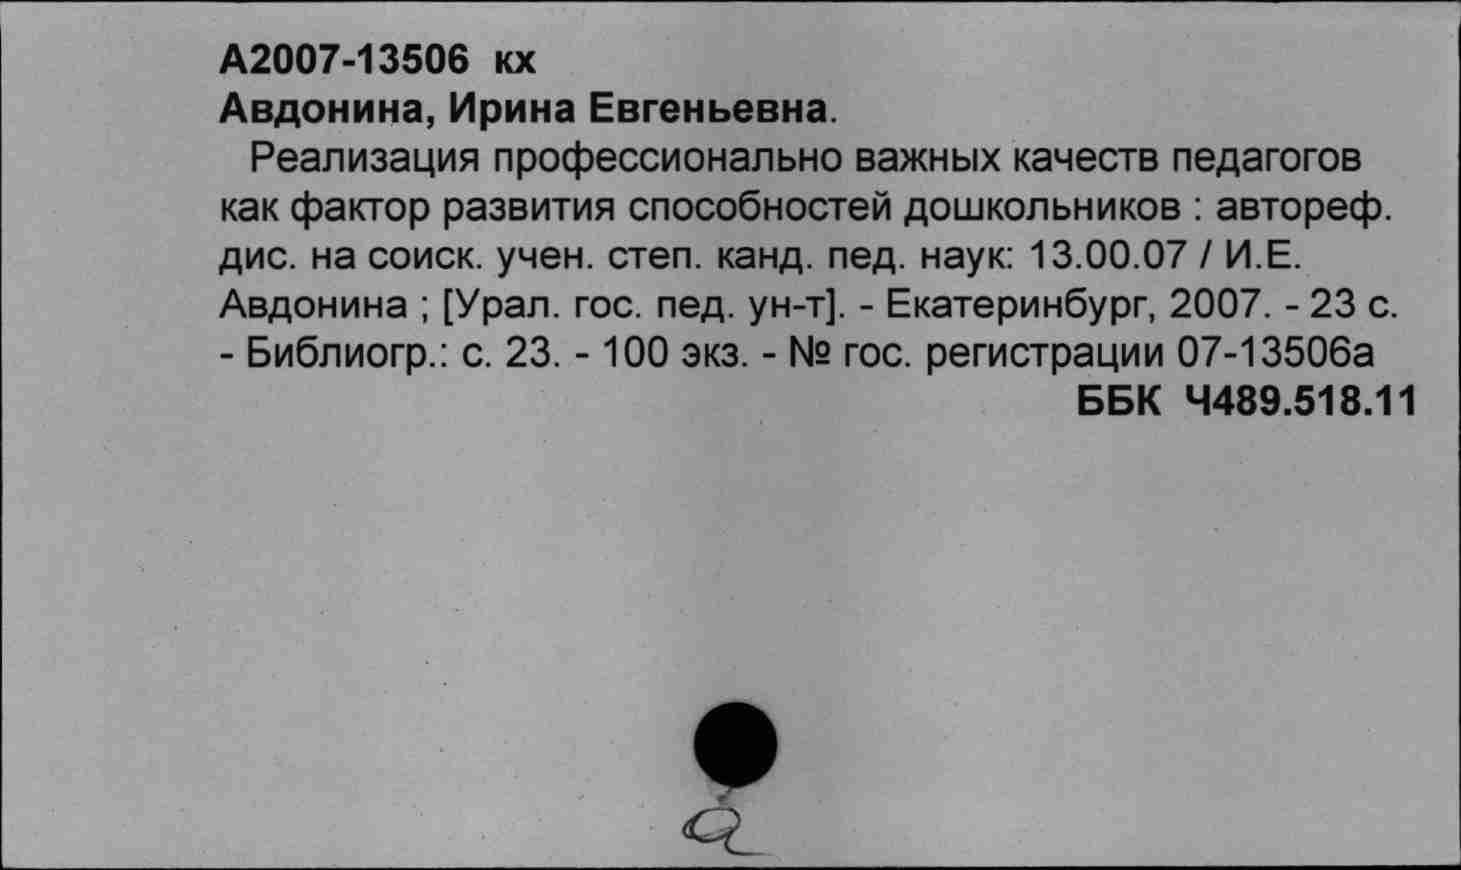 А2007-13506 кх
Авдонина, Ирина Евгеньевна.
Реализация профессионально важных качеств педагогов
как фактор развития способностей дошкольников : автореф.
дис. на соиск. учен. степ. канд. пед. наук: 13.00.07 / И.Е.
Авдонина ; [Урал. гос. пед. ун-т]. - Екатеринбург, 2007. - 23 с.
- Библиогр.: с. 23. - 100 экз. - № гос. регистрации 07-13506а
ББК Ч489.518.11